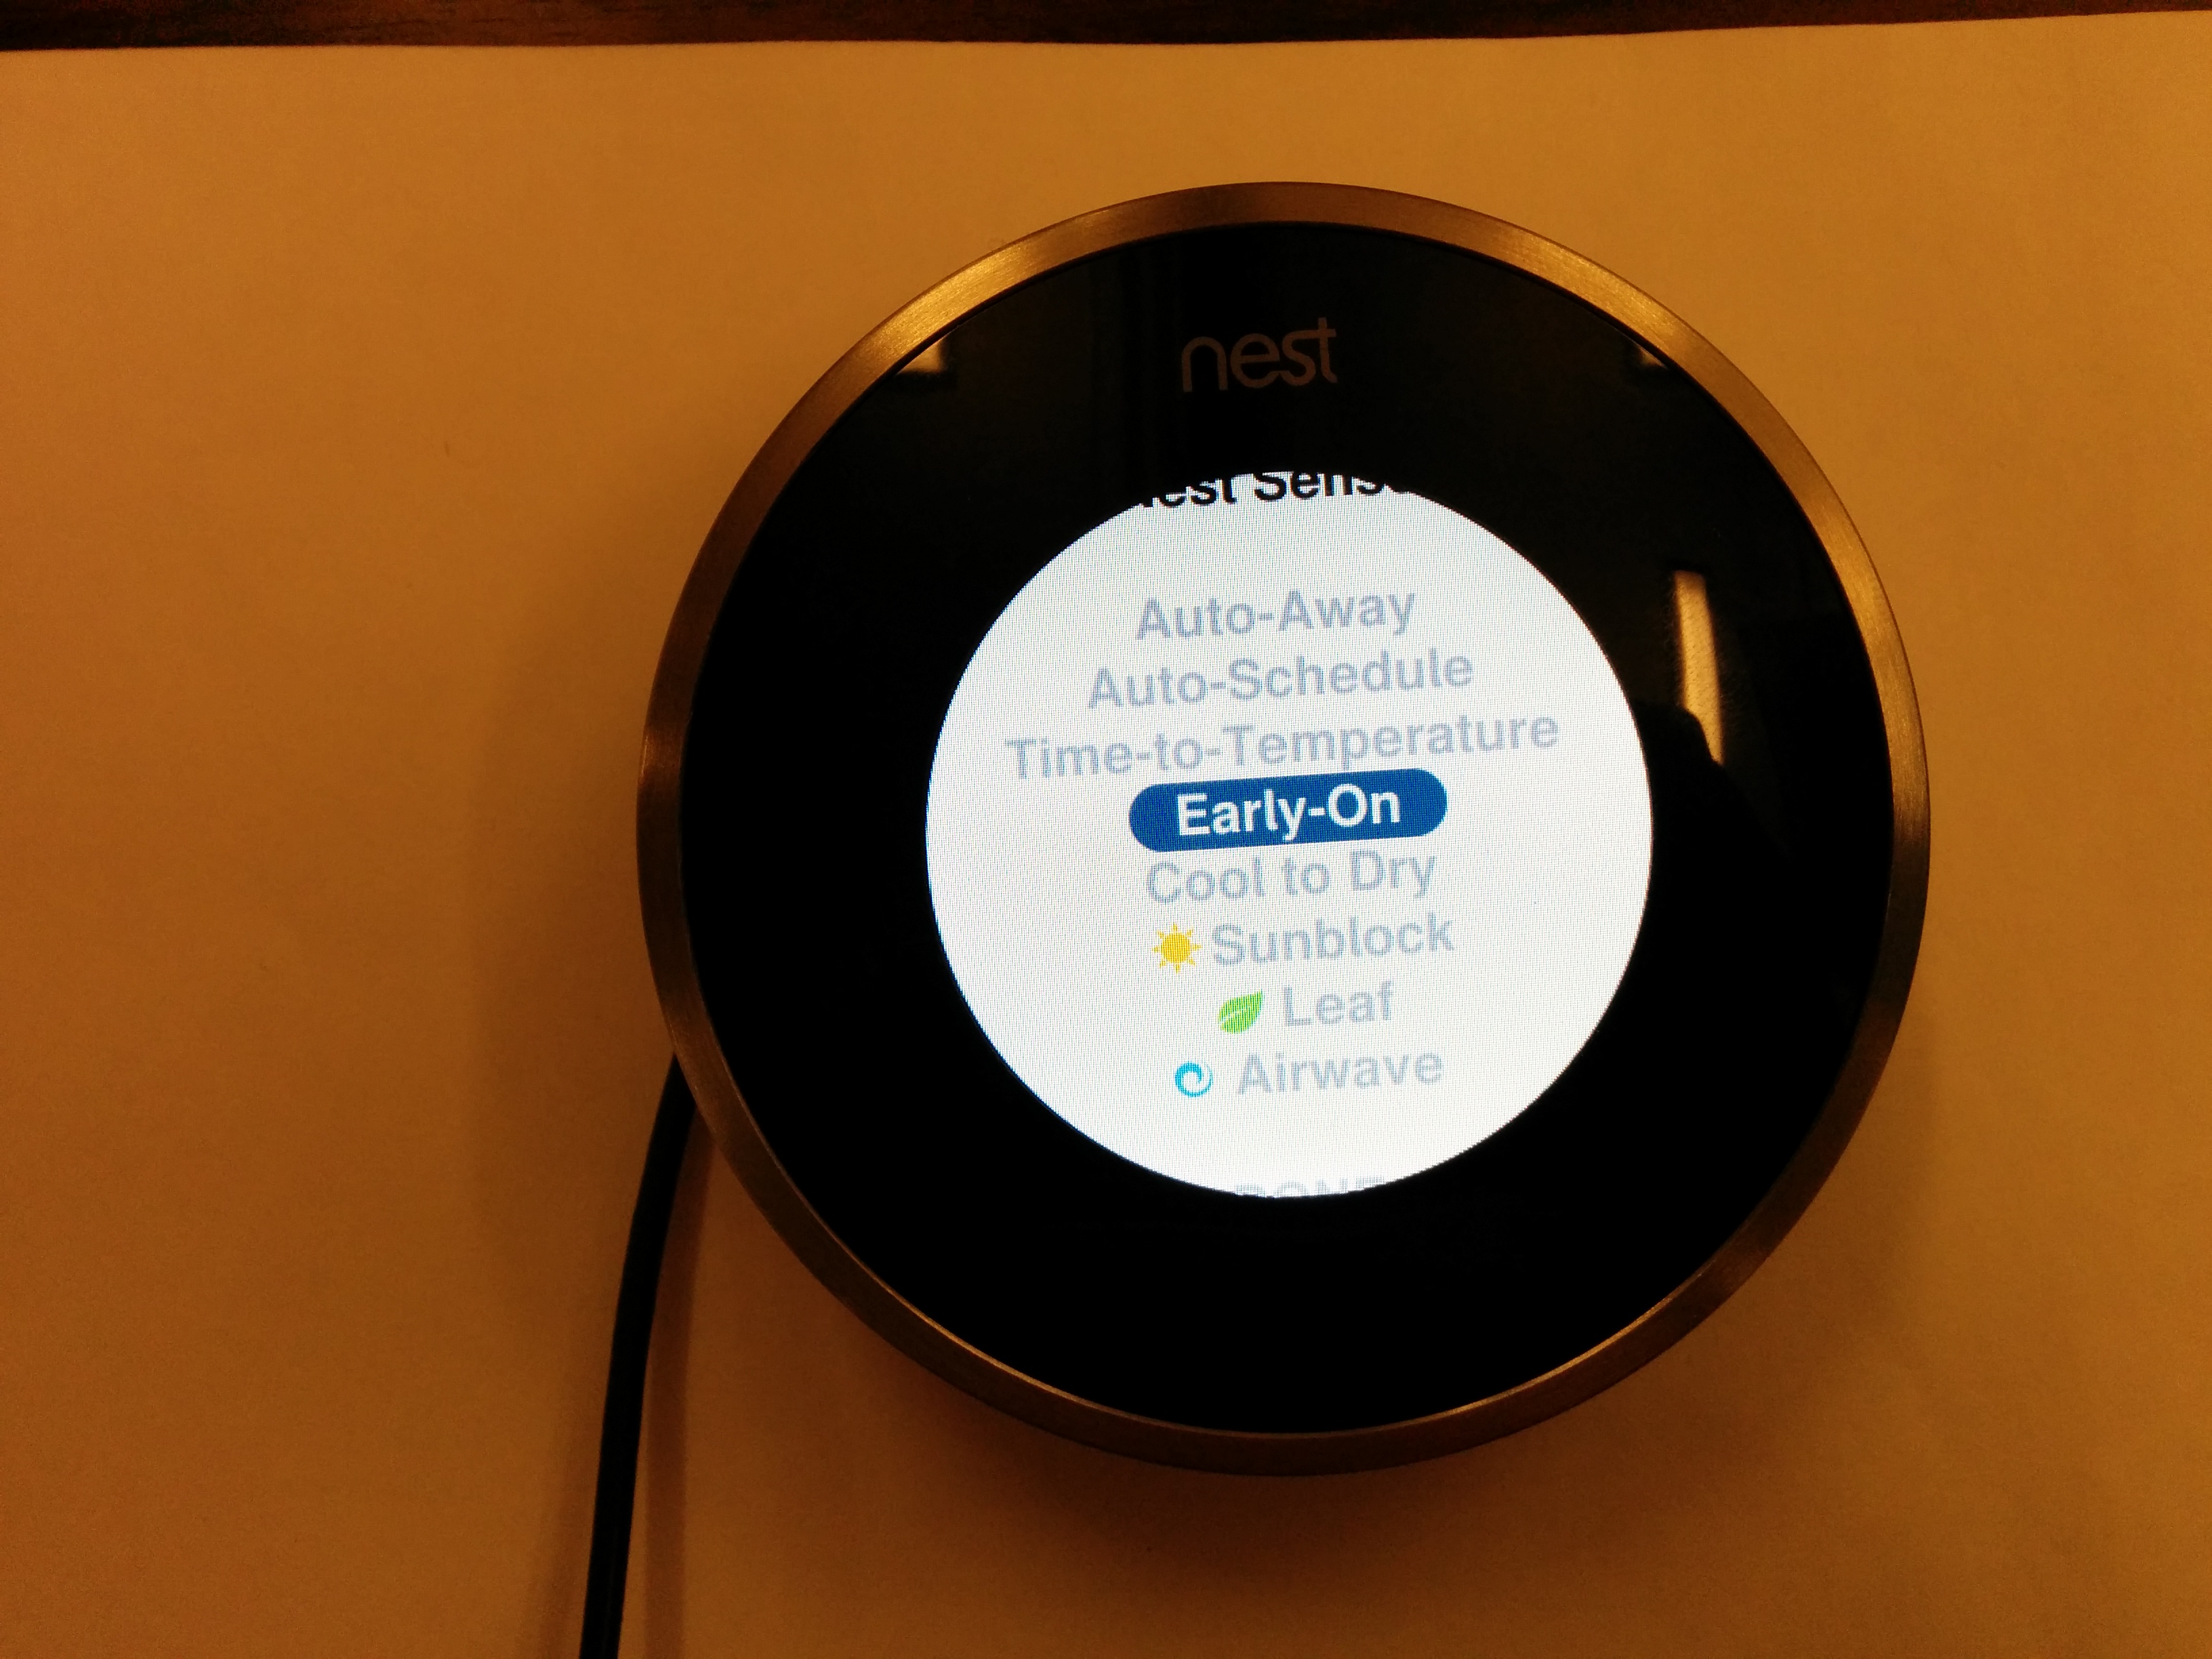 nest
Auto-Away
Auto-Schedule
Time-to-Temperature
Early-On
Cool to Dry
Sunblock
Leaf
Airwave